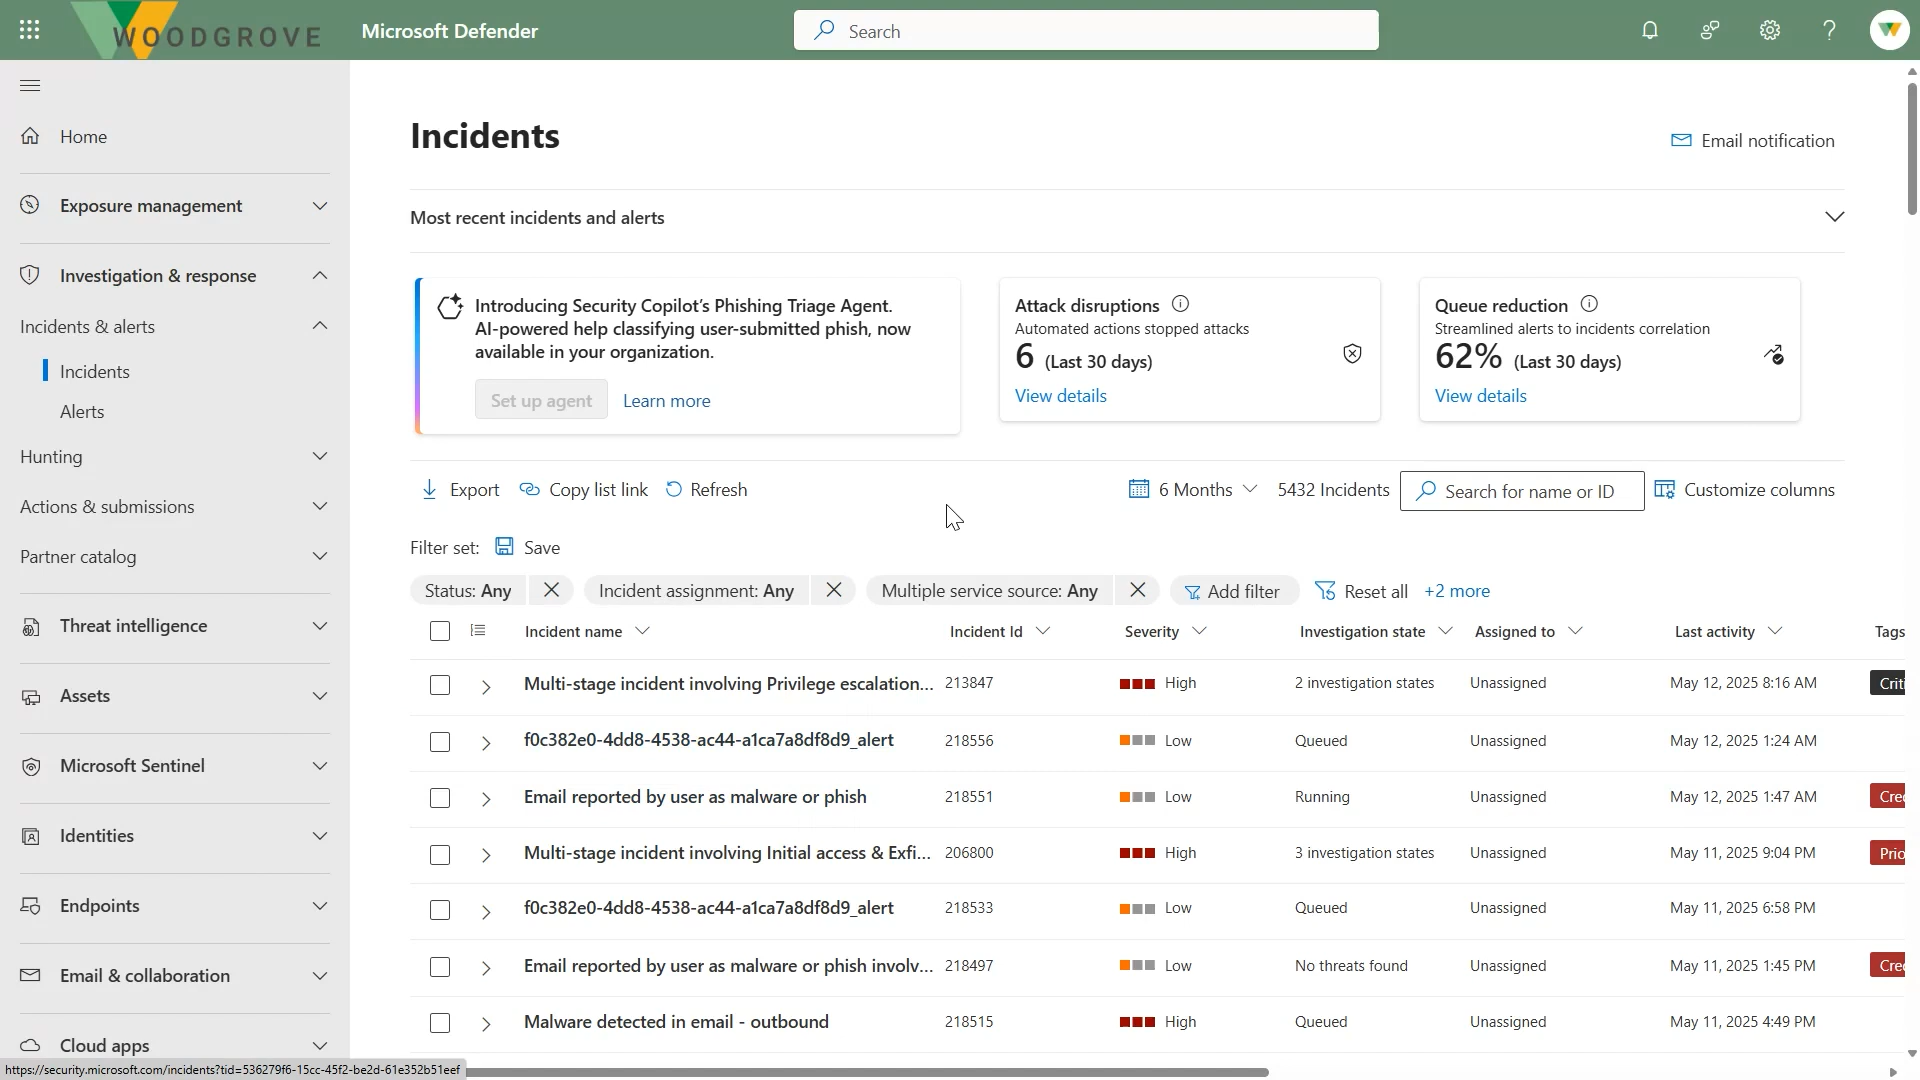 WOODGROVE
Microsoft Defender
Search
Home
Exposure management
Investigation & response
Incidents & alerts
Incidents
Alerts
Hunting
Actions & submissions
Partner catalog
Threat intelligence
Assets
Microsoft Sentinel
Identities
Endpoints
Email & collaboration
Cloud apps
https://security.microsoft.com/incidents?tid=536279f6-15cc-45f2-be2d-61e352b51eef
Incidents
Email notification
Most recent incidents and alerts
Introducing Security Copilot’s Phishing Triage Agent.
AI-powered help classifying user-submitted phish, now
available in your organization.
Set up agent Learn more
Attack disruptions
Automated actions stopped attacks
6 (Last 30 days)
View details
Queue reduction
Streamlined alerts to incidents correlation
62% (Last 30 days)
View details
Export Copy list link Refresh 6 Months 5432 Incidents Search for name or ID Customize columns
Filter set: Save
Status: Any Incident assignment: Any Multiple service source: Any Add filter Reset all +2 more
Incident name Incident Id Severity Investigation state Assigned to Last activity Tags
Multi-stage incident involving Privilege escalation... 213847 High 2 investigation states Unassigned May 12, 2025 8:16 AM Criti
f0c382e0-4dd8-4538-ac44-a1ca7a8df8d9_alert 218556 Low Queued Unassigned May 12, 2025 1:24 AM
Email reported by user as malware or phish 218551 Low Running Unassigned May 12, 2025 1:47 AM Cre
Multi-stage incident involving Initial access & Exfi... 206800 High 3 investigation states Unassigned May 11, 2025 9:04 PM Prio
f0c382e0-4dd8-4538-ac44-a1ca7a8df8d9_alert 218533 Low Queued Unassigned May 11, 2025 6:58 PM
Email reported by user as malware or phish involv... 218497 Low No threats found Unassigned May 11, 2025 1:45 PM Cre
Malware detected in email - outbound 218515 High Queued Unassigned May 11, 2025 4:49 PM